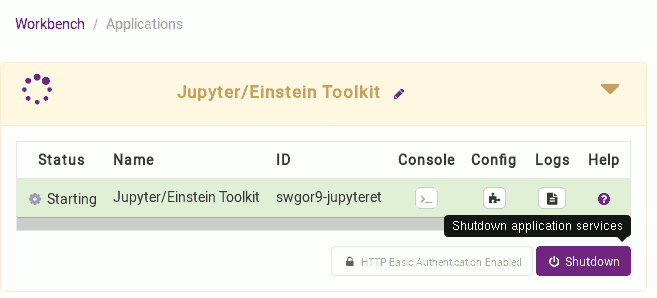 Workbench / Applications
Jupyter/Einstein Toolkit
Status Name ID Console Config Logs Help
Starting Jupyter/Einstein Toolkit swgor9-jupyteret
Shutdown application services
HTTP Basic Authentication Enabled Shutdown